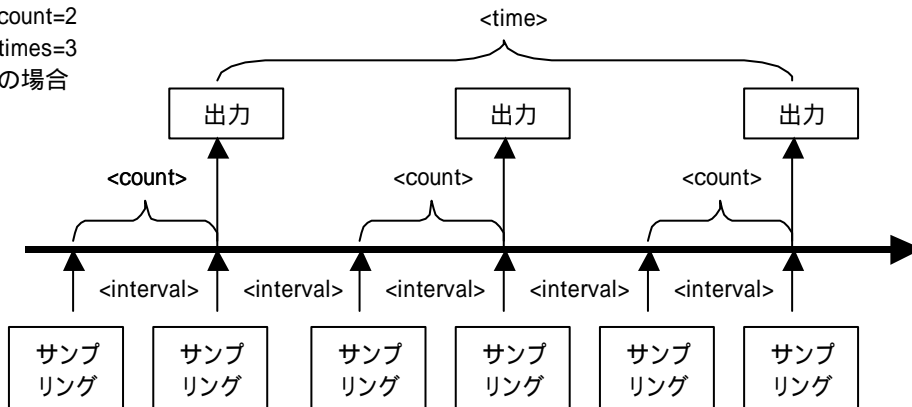 count=2
times=3
の場合
<time>
出力
出力
出力
<count>
<count>
<count>
<interval>
<interval>
<interval>
<interval>
<interval>
サンプ
リング
サンプ
リング
サンプ
リング
サンプ
リング
サンプ
リング
サンプ
リング